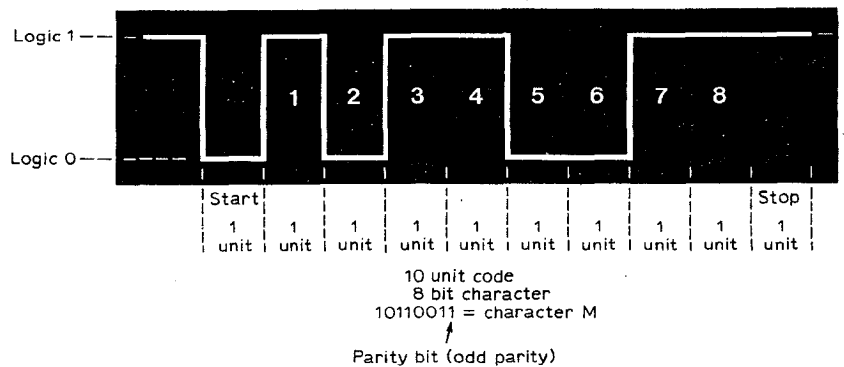 Logic 1
1 2 3 4 5 6 7 8
Logic 0
Start Stop
1 1 1 1 1 1 1 1 1 1
unit unit unit unit unit unit unit unit unit unit
10 unit code
8 bit character
10110011 = character M
Parity bit (odd parity)